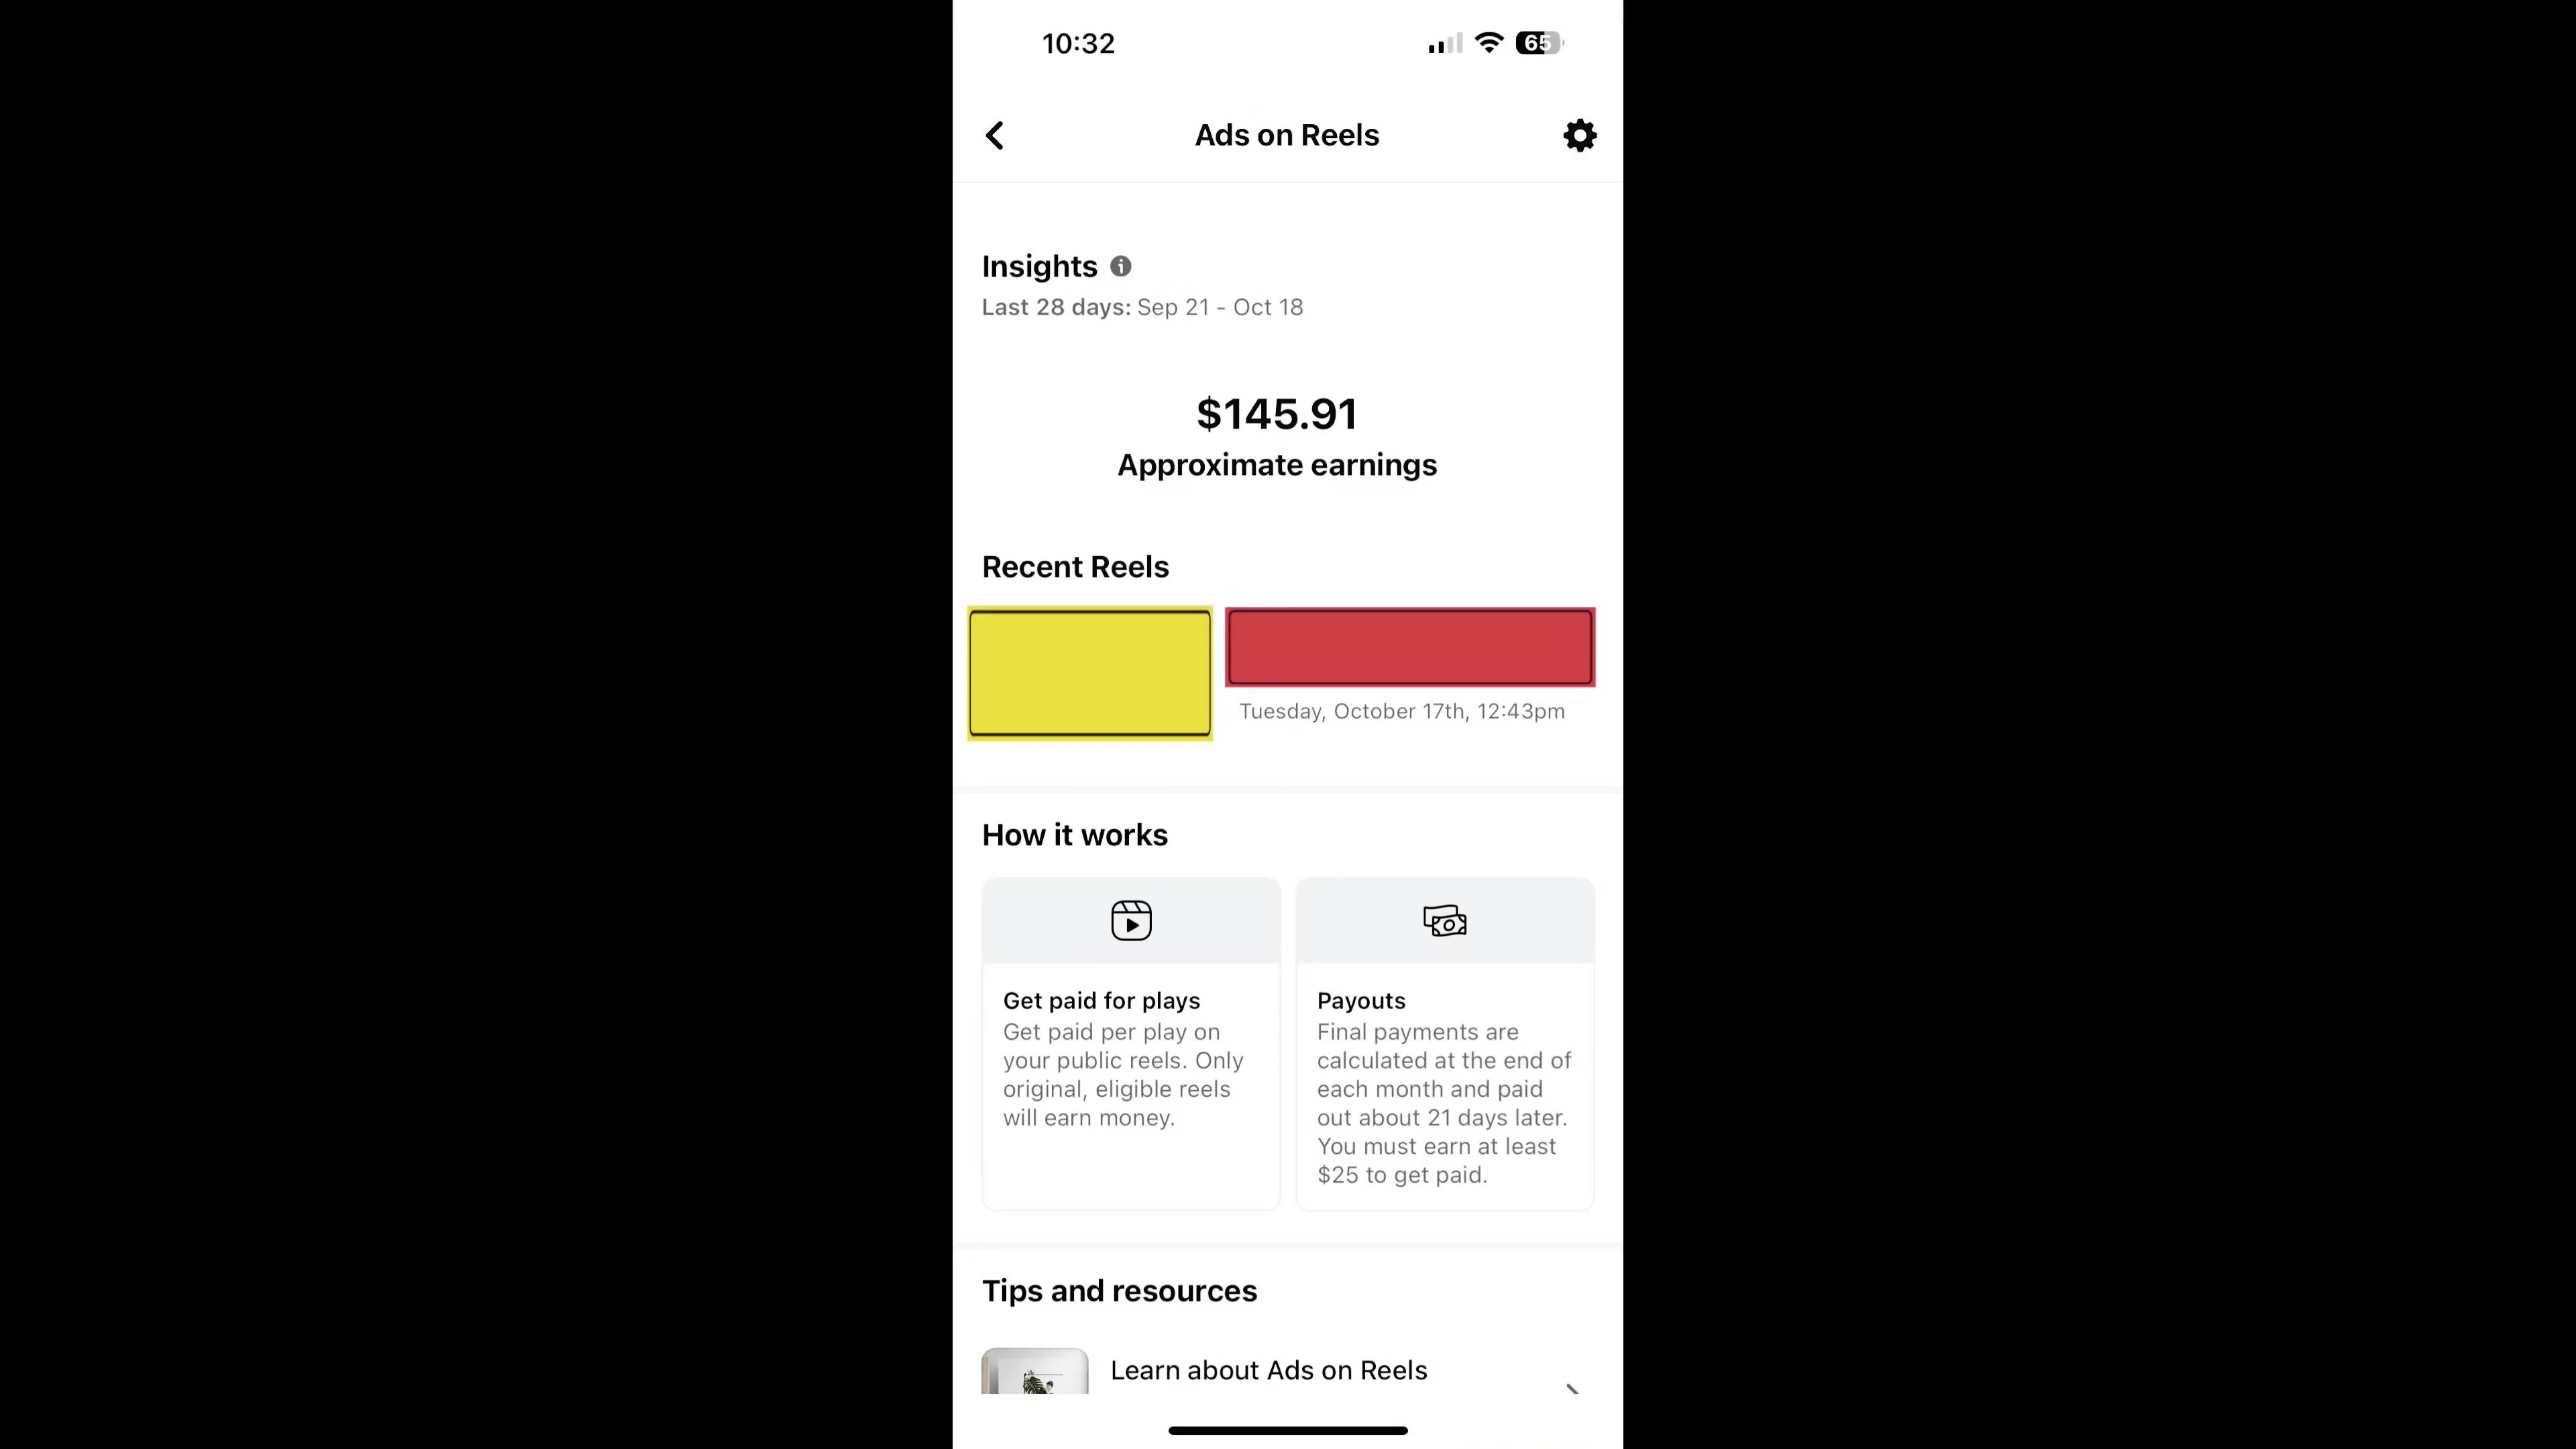 10:32
65
Ads on Reels
Insights
Last 28 days: Sep 21 - Oct 18
$145.91
Approximate earnings
Recent Reels
Tuesday, October 17th, 12:43pm
How it works
Get paid for plays
Get paid per play on
your public reels. Only
original, eligible reels
will earn money.
Payouts
Final payments are
calculated at the end of
each month and paid
out about 21 days later.
You must earn at least
$25 to get paid.
Tips and resources
Learn about Ads on Reels